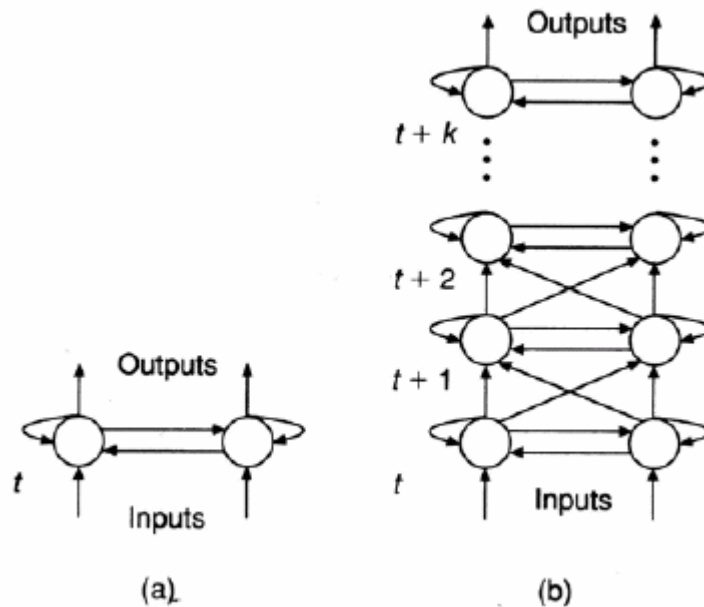 Outputs
t
Inputs
(a)
Outputs
t + k
t + 2
t + 1
t
Inputs
(b)